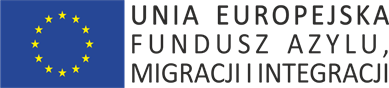 UNIA EUROPEJSKA
FUNDUSZ AZYLU,
MIGRACJI I INTEGRACJI